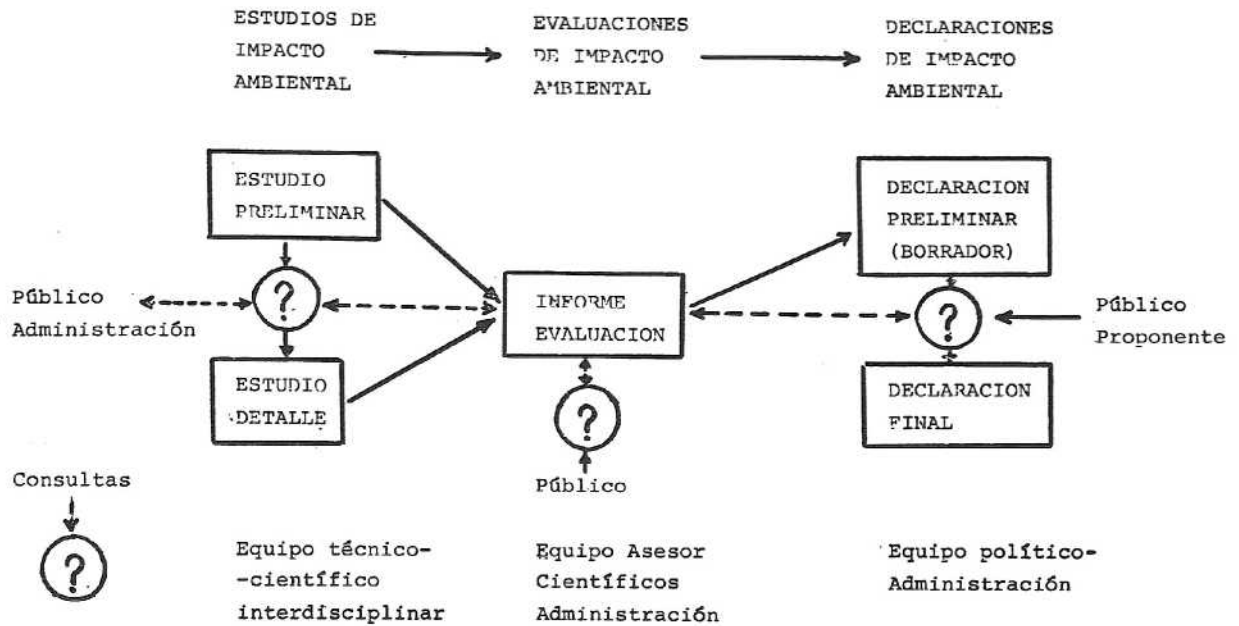 ESTUDIOS DE
IMPACTO
AMBIENTAL
EVALUACIONES
DE IMPACTO
AMBIENTAL
DECLARACIONES
DE IMPACTO
AMBIENTAL
ESTUDIO
PRELIMINAR
DECLARACION
PRELIMINAR
(BORRADOR)
Público
Administración
?
INFORME
EVALUACION
?
Público
Proponente
ESTUDIO
DETALLE
?
Público
DECLARACION
FINAL
Consultas
?
Equipo técnico-
-científico
interdisciplinar
Equipo Asesor
Científicos
Administración
Equipo político-
Administración